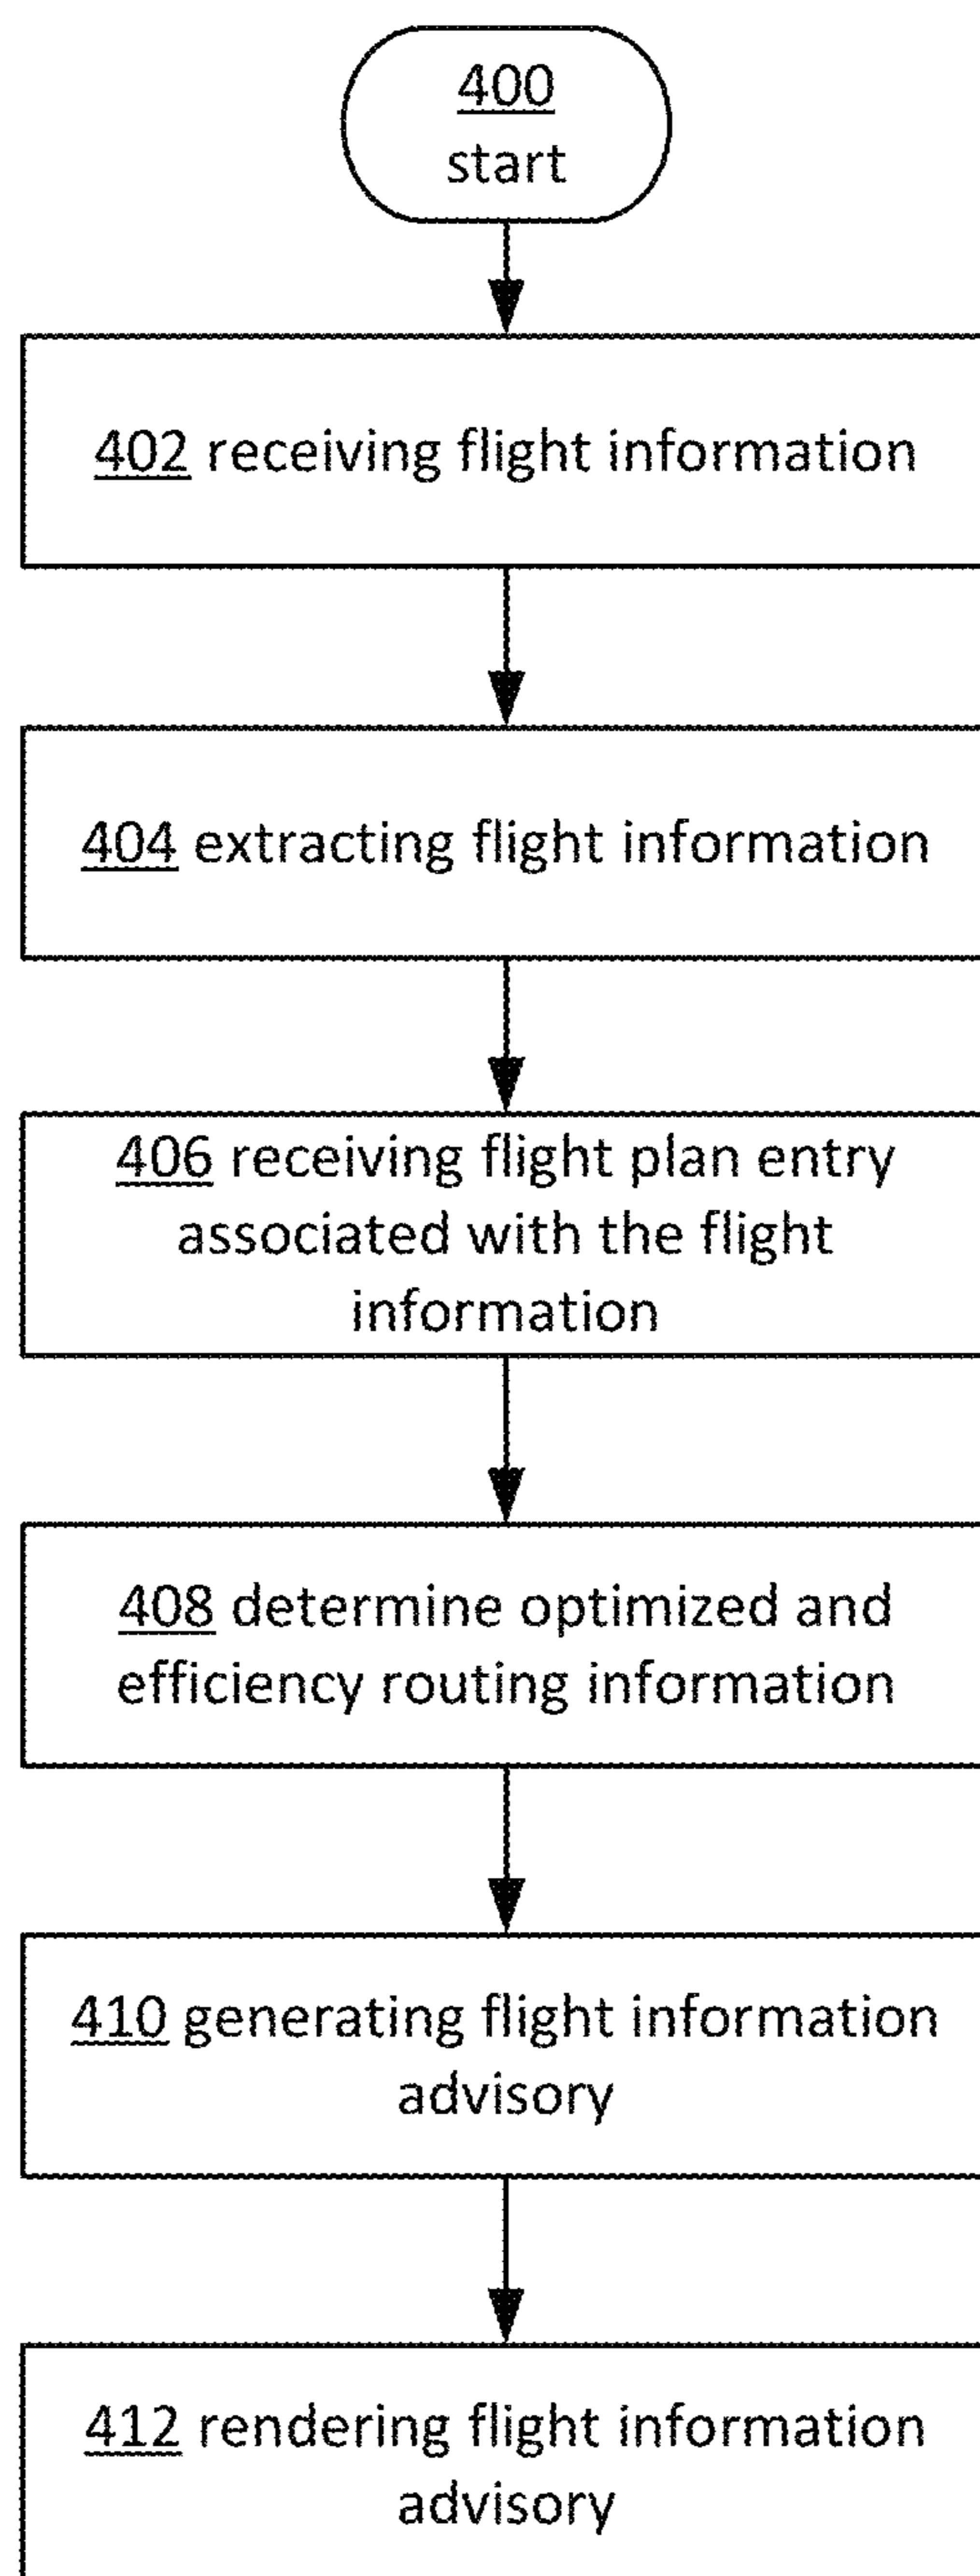 400
start
402 receiving flight information
404 extracting flight information
406 receiving flight plan entry
associated with the flight
information
408 determine optimized and
efficiency routing information
410 generating flight information
advisory
412 rendering flight information
advisory